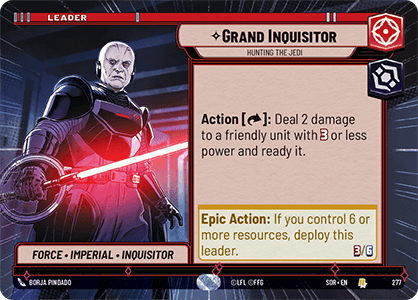 LEADER
GRAND INQUISITOR
HUNTING THE JEDI
Action []: Deal 2 damage
to a friendly unit with 3 or less
power and ready it.
Epic Action: If you control 6 or
more resources, deploy this
leader.
3/6
FORCE • IMPERIAL • INQUISITOR
BORJA PINDADO
©LFL ©FFG
SOR • EN
277